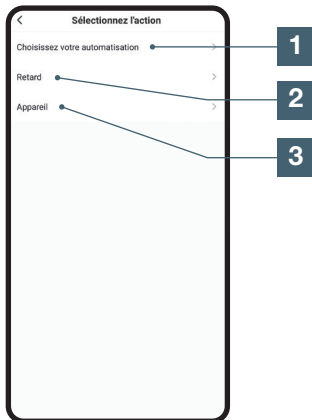 Sélectionnez l'action
Choisissez votre automatisation
1
Retard
2
Appareil
3